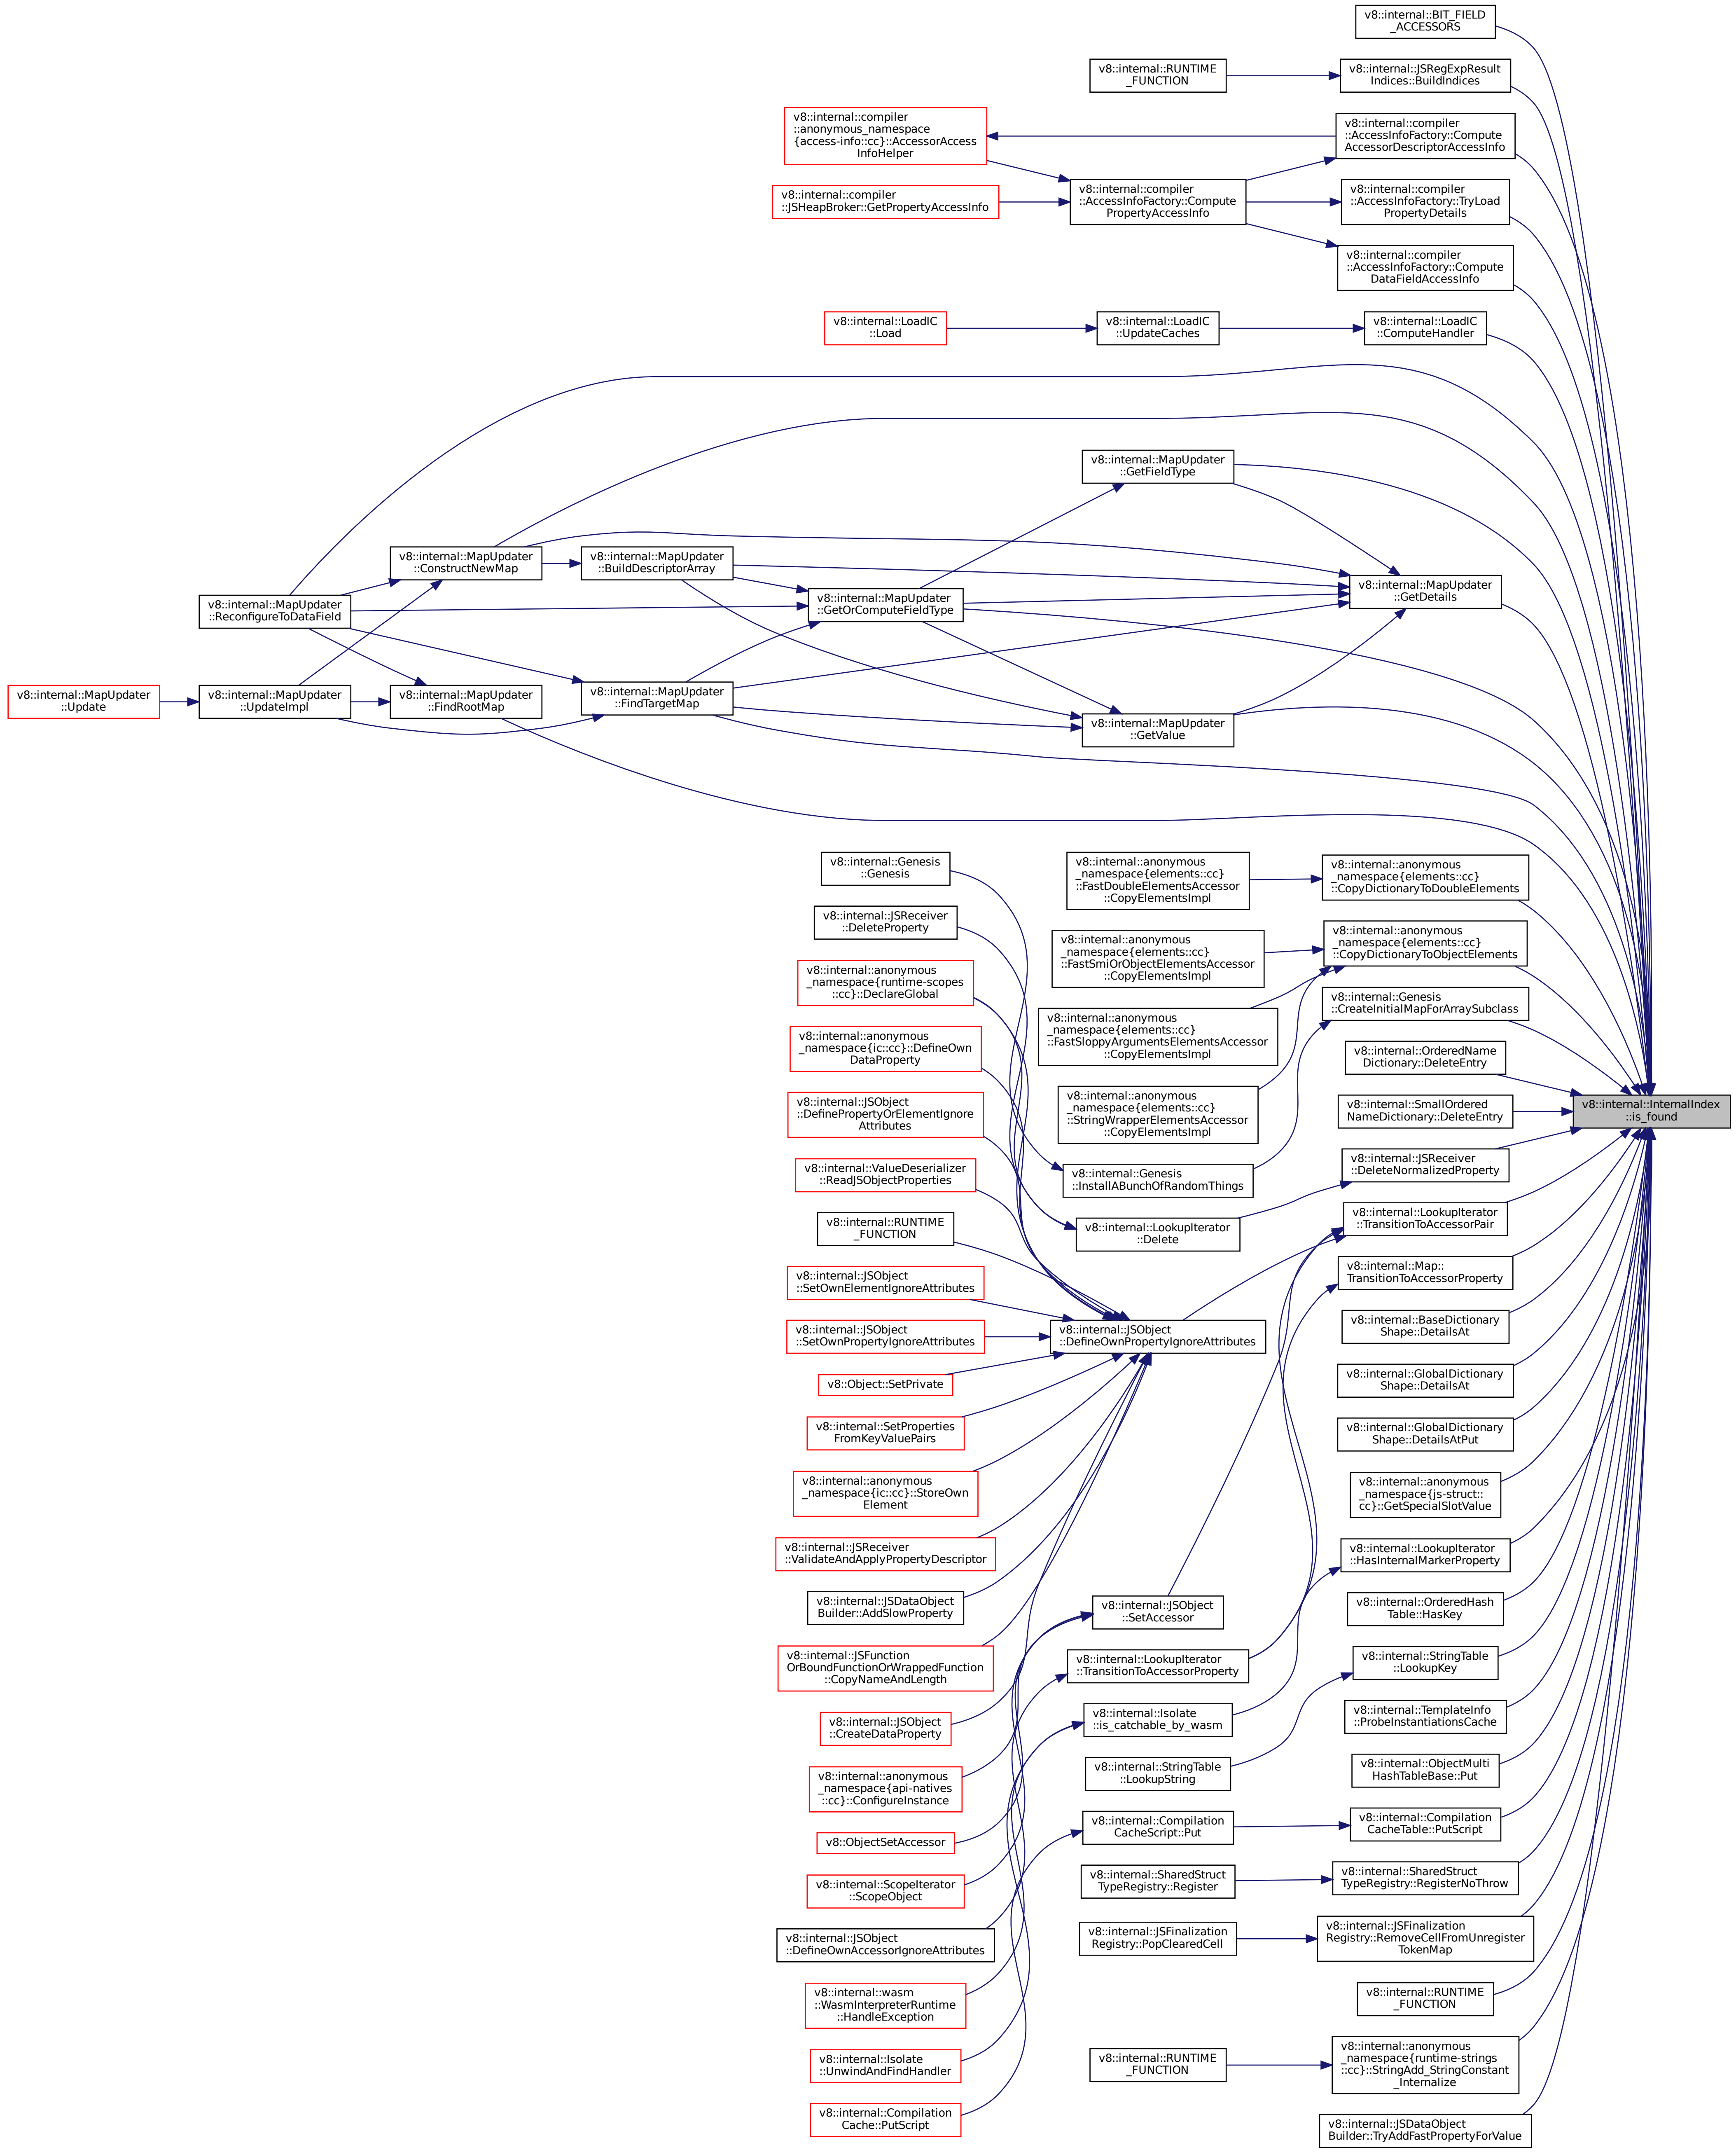 v8::internal::BIT_FIELD
_ACCESSORS
v8::internal::RUNTIME
_FUNCTION
v8::internal::JSRegExpResult
Indices::BuildIndices
v8::internal::compiler
::anonymous_namespace
{access-info::cc}::AccessorAccess
InfoHelper
v8::internal::compiler
::AccessInfoFactory::Compute
AccessorDescriptorAccessInfo
v8::internal::compiler
::JSHeapBroker::GetPropertyAccessInfo
v8::internal::compiler
::AccessInfoFactory::Compute
PropertyAccessInfo
v8::internal::compiler
::AccessInfoFactory::TryLoad
PropertyDetails
v8::internal::compiler
::AccessInfoFactory::Compute
DataFieldAccessInfo
v8::internal::LoadIC
::Load
v8::internal::LoadIC
::UpdateCaches
v8::internal::LoadIC
::ComputeHandler
v8::internal::MapUpdater
::GetFieldType
v8::internal::MapUpdater
::ConstructNewMap
v8::internal::MapUpdater
::BuildDescriptorArray
v8::internal::MapUpdater
::GetDetails
v8::internal::MapUpdater
::ReconfigureToDataField
v8::internal::MapUpdater
::GetOrComputeFieldType
v8::internal::MapUpdater
::Update
v8::internal::MapUpdater
::UpdateImpl
v8::internal::MapUpdater
::FindRootMap
v8::internal::MapUpdater
::FindTargetMap
v8::internal::MapUpdater
::GetValue
v8::internal::Genesis
::Genesis
v8::internal::anonymous
_namespace{elements::cc}
::FastDoubleElementsAccessor
::CopyElementsImpl
v8::internal::anonymous
_namespace{elements::cc}
::CopyDictionaryToDoubleElements
v8::internal::JSReceiver
::DeleteProperty
v8::internal::anonymous
_namespace{elements::cc}
::FastSmiOrObjectElementsAccessor
::CopyElementsImpl
v8::internal::anonymous
_namespace{elements::cc}
::CopyDictionaryToObjectElements
v8::internal::anonymous
_namespace{runtime-scopes
::cc}::DeclareGlobal
v8::internal::Genesis
::CreateInitialMapForArraySubclass
v8::internal::anonymous
_namespace{ic::cc}::DefineOwn
DataProperty
v8::internal::anonymous
_namespace{elements::cc}
::FastSloppyArgumentsElementsAccessor
::CopyElementsImpl
v8::internal::OrderedName
Dictionary::DeleteEntry
v8::internal::JSObject
::DefinePropertyOrElementIgnore
Attributes
v8::internal::anonymous
_namespace{elements::cc}
::StringWrapperElementsAccessor
::CopyElementsImpl
v8::internal::SmallOrdered
NameDictionary::DeleteEntry
v8::internal::InternalIndex
::is_found
v8::internal::ValueDeserializer
::ReadJSObjectProperties
v8::internal::Genesis
::InstallABunchOfRandomThings
v8::internal::JSReceiver
::DeleteNormalizedProperty
v8::internal::RUNTIME
_FUNCTION
v8::internal::LookupIterator
::Delete
v8::internal::LookupIterator
::TransitionToAccessorPair
v8::internal::JSObject
::SetOwnElementIgnoreAttributes
v8::internal::Map::
TransitionToAccessorProperty
v8::internal::JSObject
::SetOwnPropertyIgnoreAttributes
v8::internal::JSObject
::DefineOwnPropertyIgnoreAttributes
v8::internal::BaseDictionary
Shape::DetailsAt
v8::Object::SetPrivate
v8::internal::GlobalDictionary
Shape::DetailsAt
v8::internal::SetProperties
FromKeyValuePairs
v8::internal::GlobalDictionary
Shape::DetailsAtPut
v8::internal::anonymous
_namespace{ic::cc}::StoreOwn
Element
v8::internal::anonymous
_namespace{js-struct::
cc}::GetSpecialSlotValue
v8::internal::JSReceiver
::ValidateAndApplyPropertyDescriptor
v8::internal::LookupIterator
::HasInternalMarkerProperty
v8::internal::JSDataObject
Builder::AddSlowProperty
v8::internal::JSObject
::SetAccessor
v8::internal::OrderedHash
Table::HasKey
v8::internal::JSFunction
OrBoundFunctionOrWrappedFunction
::CopyNameAndLength
v8::internal::LookupIterator
::TransitionToAccessorProperty
v8::internal::StringTable
::LookupKey
v8::internal::JSObject
::CreateDataProperty
v8::internal::Isolate
::is_catchable_by_wasm
v8::internal::TemplateInfo
::ProbeInstantiationsCache
v8::internal::anonymous
_namespace{api-natives
::cc}::ConfigureInstance
v8::internal::StringTable
::LookupString
v8::internal::ObjectMulti
HashTableBase::Put
v8::ObjectSetAccessor
v8::internal::Compilation
CacheScript::Put
v8::internal::Compilation
CacheTable::PutScript
v8::internal::ScopeIterator
::ScopeObject
v8::internal::SharedStruct
TypeRegistry::Register
v8::internal::SharedStruct
TypeRegistry::RegisterNoThrow
v8::internal::JSObject
::DefineOwnAccessorIgnoreAttributes
v8::internal::JSFinalization
Registry::PopClearedCell
v8::internal::JSFinalization
Registry::RemoveCellFromUnregister
TokenMap
v8::internal::wasm
::WasmInterpreterRuntime
::HandleException
v8::internal::RUNTIME
_FUNCTION
v8::internal::Isolate
::UnwindAndFindHandler
v8::internal::RUNTIME
_FUNCTION
v8::internal::anonymous
_namespace{runtime-strings
::cc}::StringAdd_StringConstant
_Internalize
v8::internal::Compilation
Cache::PutScript
v8::internal::JSDataObject
Builder::TryAddFastPropertyForValue